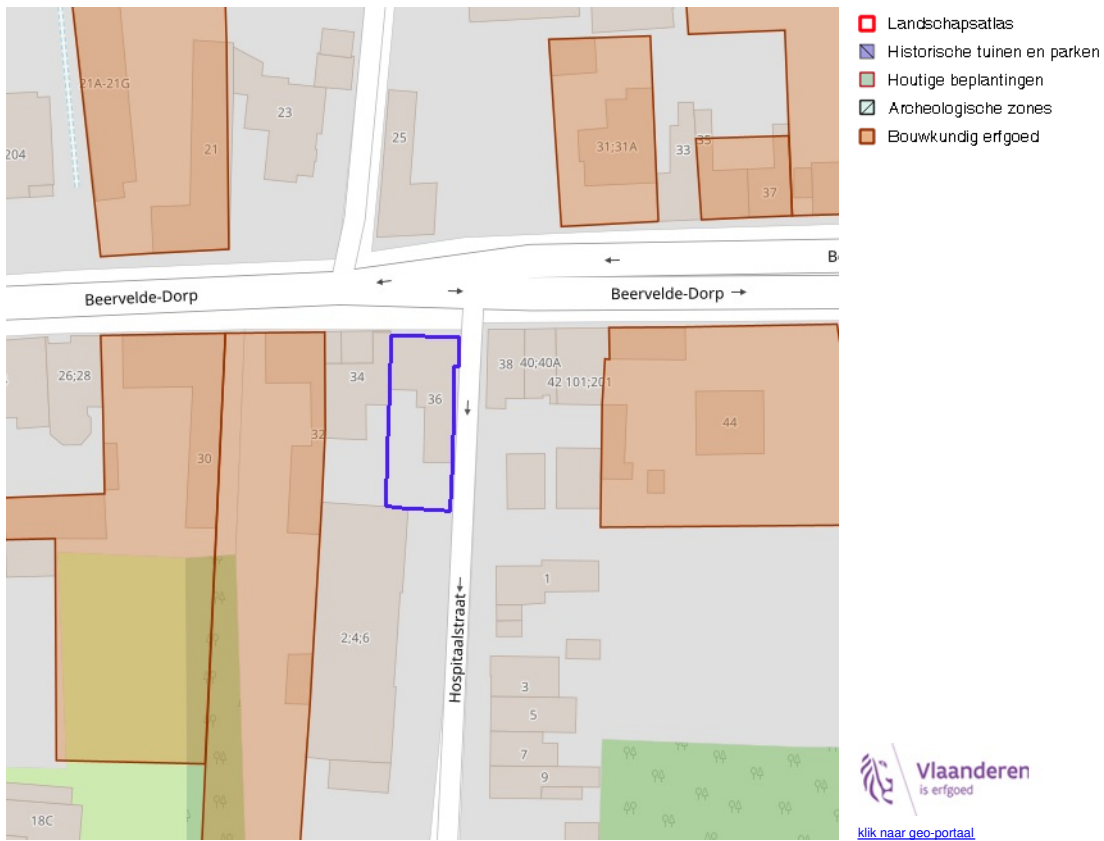 Landschapsatlas
Historische tuinen en parken
Houtige beplantingen
Archeologische zones
Bouwkundig erfgoed
21A-21G
23
21
204
25
31;31A
33
35
37
Beervelde-Dorp
Beervelde-Dorp
26;28
34
36
38
40;40A
42
101;201
44
32
30
1
2;4;6
Hospitaalstraat
3
5
7
9
18C
Vlaanderen
is erfgoed
klik naar geo-portaal